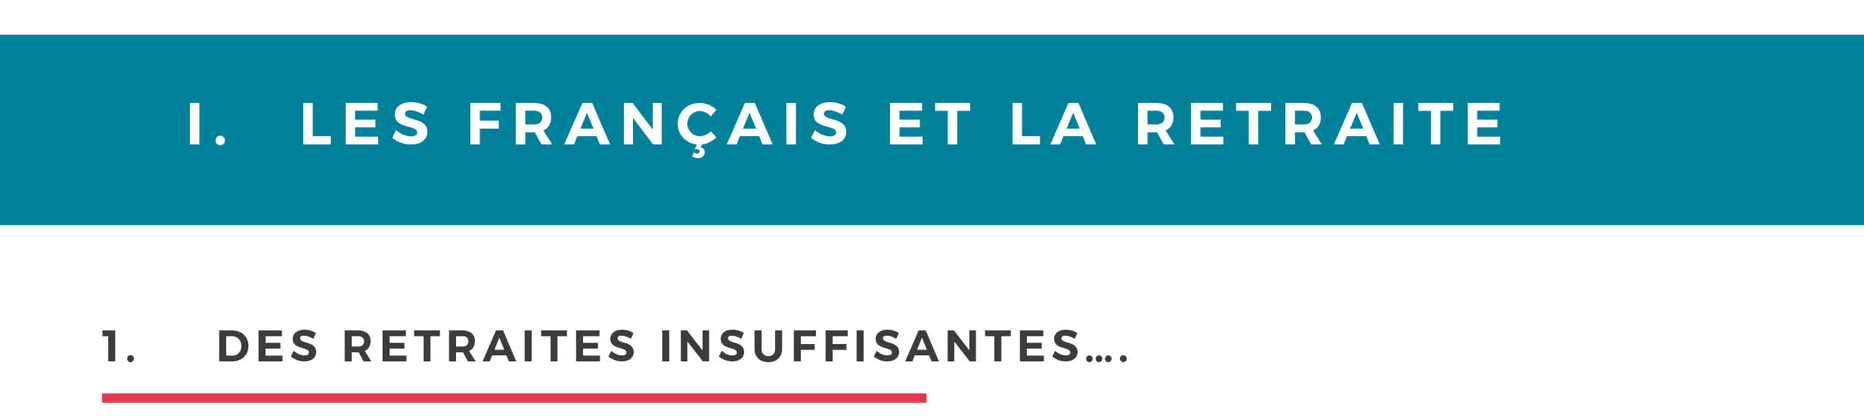 I. LES FRANÇAIS ET LA RETRAITE
1. DES RETRAITES INSUFFISANTES….